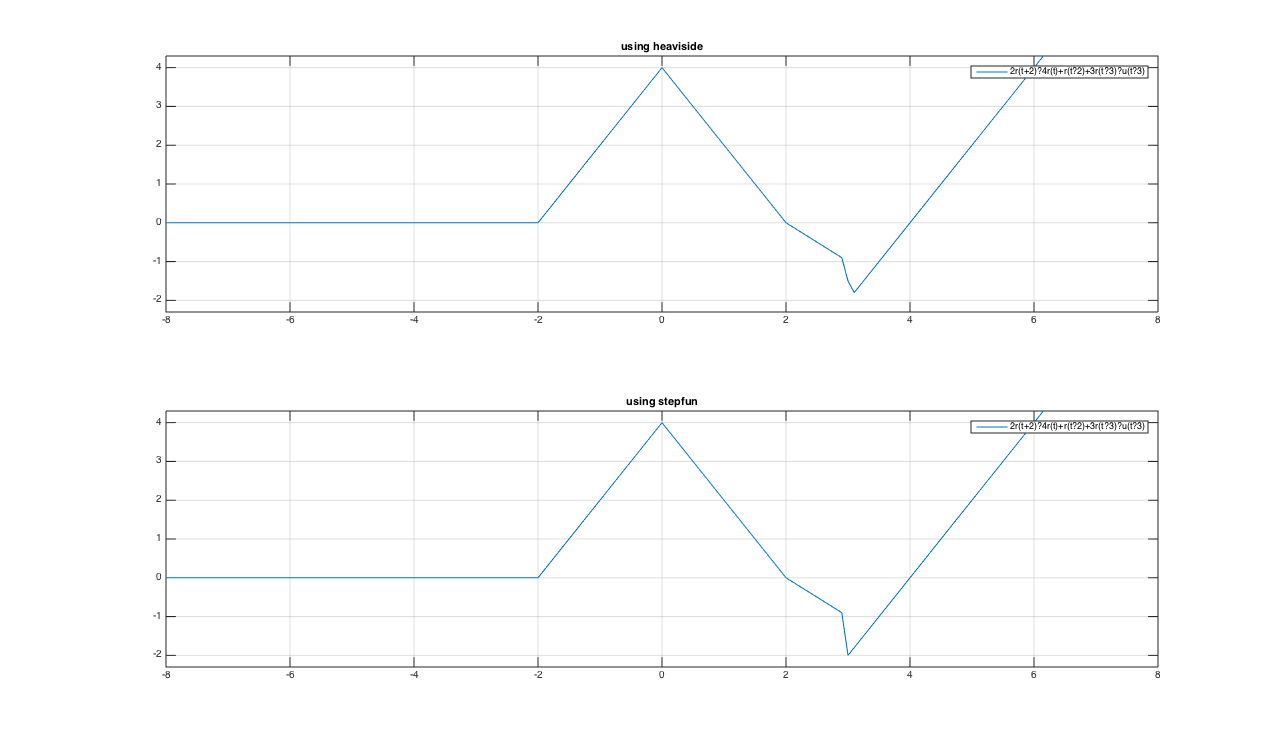 using heaviside
2r(t+2)?4r(t)+r(t?2)+3r(t?3)?u(t?3)
4
3
2
1
0
-1
-2
-8 -6 -4 -2 0 2 4 6 8
using stepfun
2r(t+2)?4r(t)+r(t?2)+3r(t?3)?u(t?3)
4
3
2
1
0
-1
-2
-8 -6 -4 -2 0 2 4 6 8